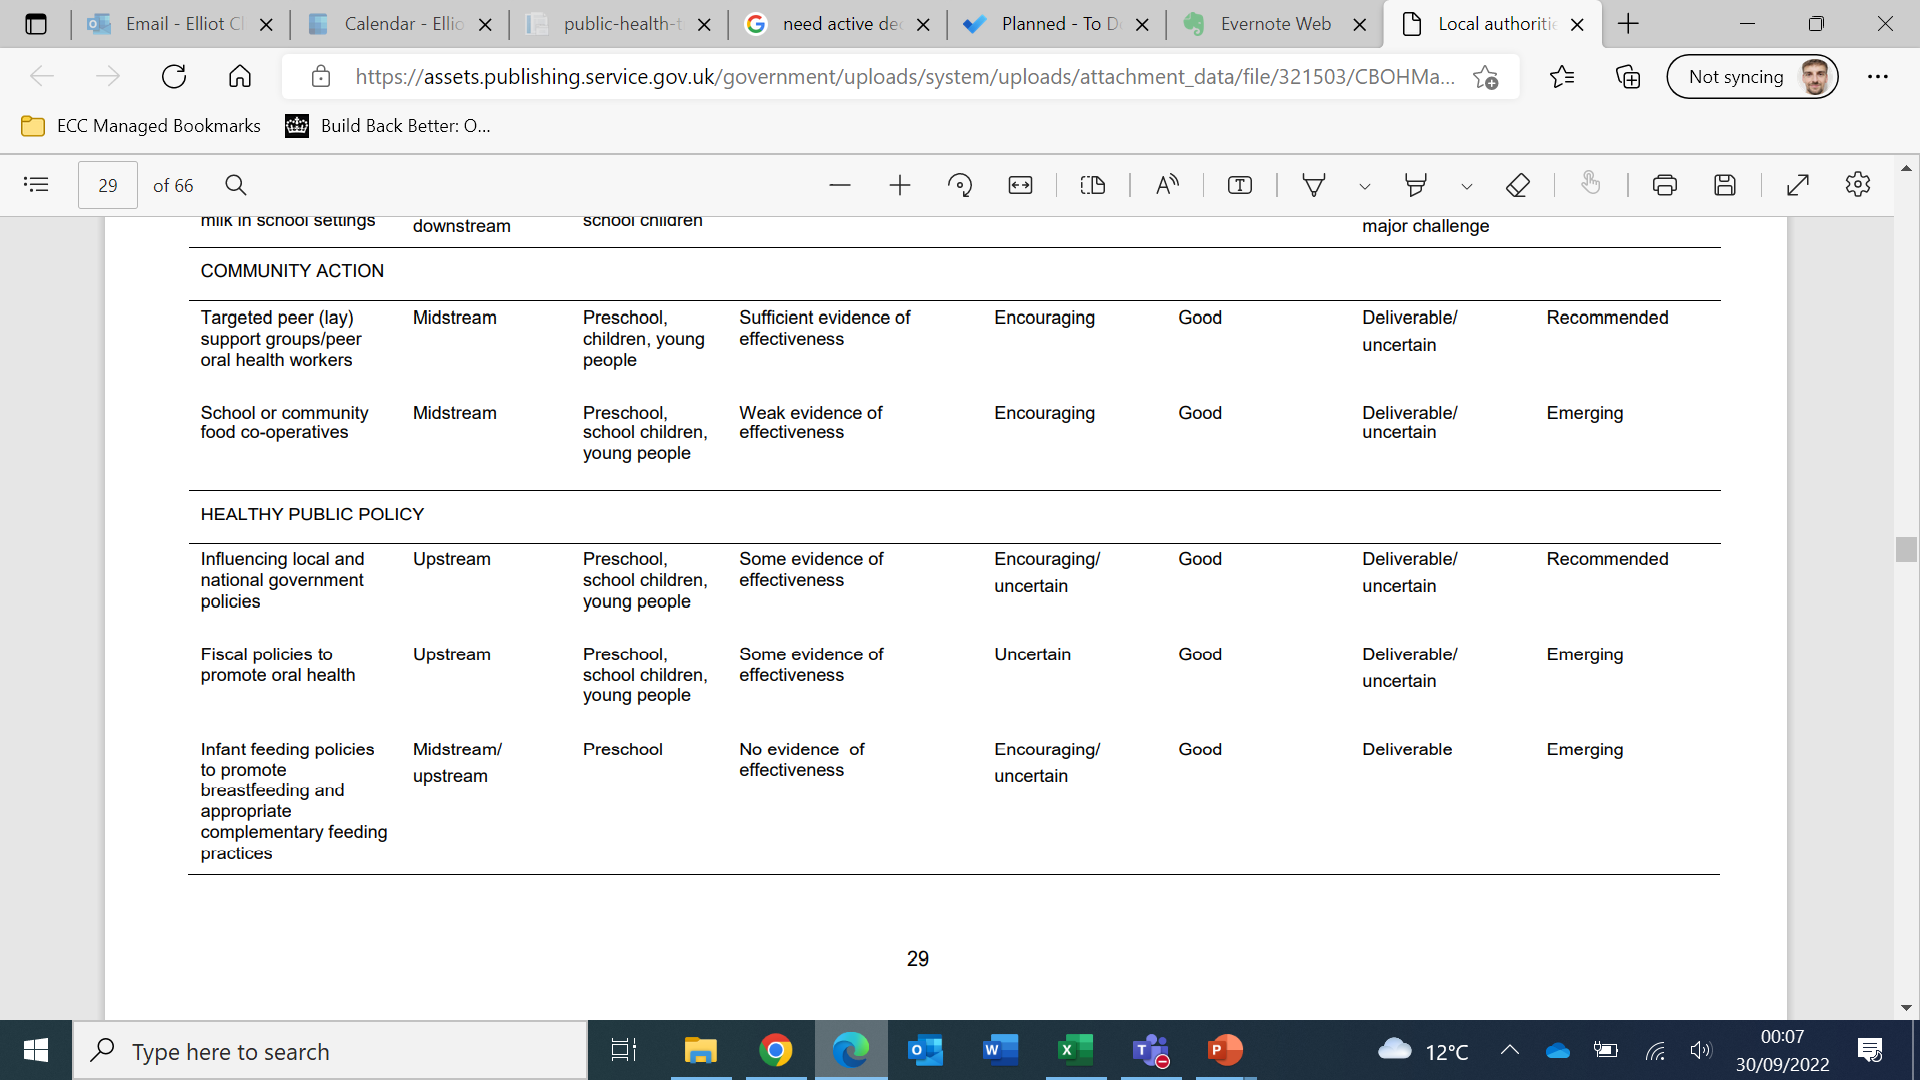 Email - Elliot Cl
Calendar - Ellio
public-health-t
need active dec
Planned - To D
Evernote Web
Local authoritie
https://assets.publishing.service.gov.uk/government/uploads/system/uploads/attachment_data/file/321503/CBOHMa...
Not syncing
ECC Managed Bookmarks
Build Back Better: O...
29 of 66
milk in school settings
downstream
school children
major challenge
COMMUNITY ACTION
Targeted peer (lay)
support groups/peer
oral health workers
Midstream
Preschool,
children, young
people
Sufficient evidence of
effectiveness
Encouraging
Good
Deliverable/
uncertain
Recommended
School or community
food co-operatives
Midstream
Preschool,
school children,
young people
Weak evidence of
effectiveness
Encouraging
Good
Deliverable/
uncertain
Emerging
HEALTHY PUBLIC POLICY
Influencing local and
national government
policies
Upstream
Preschool,
school children,
young people
Some evidence of
effectiveness
Encouraging/
uncertain
Good
Deliverable/
uncertain
Recommended
Fiscal policies to
promote oral health
Upstream
Preschool,
school children,
young people
Some evidence of
effectiveness
Uncertain
Good
Deliverable/
uncertain
Emerging
Infant feeding policies
to promote
breastfeeding and
appropriate
complementary feeding
practices
Midstream/
upstream
Preschool
No evidence of
effectiveness
Encouraging/
uncertain
Good
Deliverable
Emerging
29
Type here to search
12°C
00:07
30/09/2022